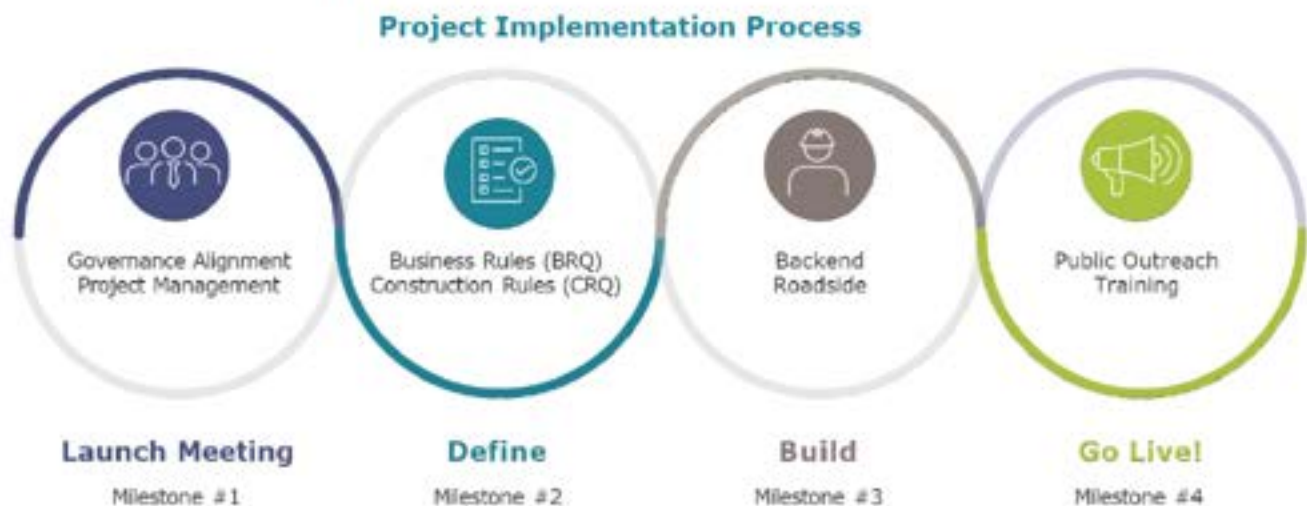 Project Implementation Process
Governance Alignment
Project Management
Business Rules (BRQ)
Construction Rules (CRQ)
Backend
Roadside
Public Outreach
Training
Launch Meeting
Define
Build
Go Live!
Milestone #1
Milestone #2
Milestone #3
Milestone #4